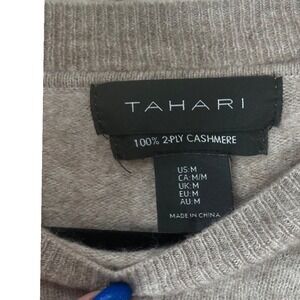 TAHARI
100% 2-PLY CASHMERE
US:M
CA:M/M
UK:M
EU:M
AU:M
MADE IN CHINA